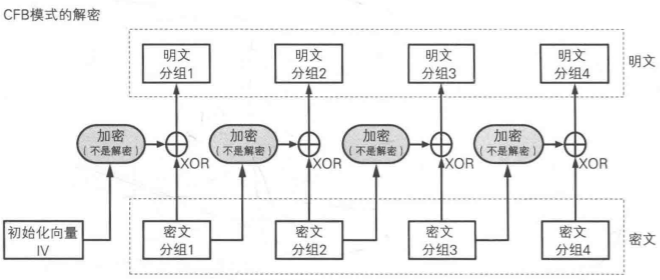 CFB模式的解密
明文
分组1
明文
分组2
明文
分组3
明文
分组4
明文
加密
(不是解密)
XOR
加密
(不是解密)
XOR
加密
(不是解密)
XOR
加密
(不是解密)
XOR
初始化向量
IV
密文
分组1
密文
分组2
密文
分组3
密文
分组4
密文